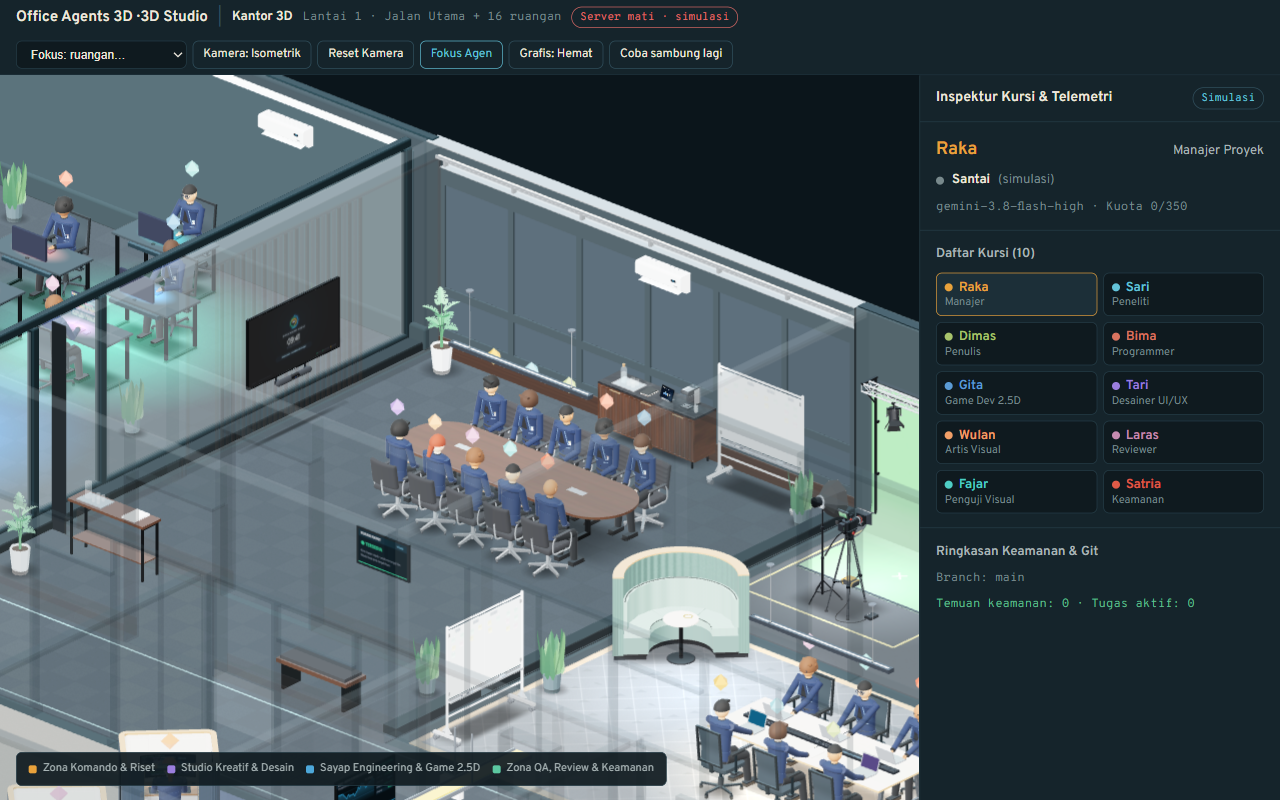 Office Agents 3D ·3D Studio
Kantor 3D
Lantai 1 · Jalan Utama + 16 ruangan
Server mati · simulasi
Fokus: ruangan...
Kamera: Isometrik
Reset Kamera
Fokus Agen
Grafis: Hemat
Coba sambung lagi
Inspektur Kursi & Telemetri
Simulasi
Raka
Manajer Proyek
Santai (simulasi)
gemini-3.8-flash-high · Kuota 0/350
Daftar Kursi (10)
Raka
Manajer
Sari
Peneliti
Dimas
Penulis
Bima
Programmer
Gita
Game Dev 2.5D
Tari
Desainer UI/UX
Wulan
Artis Visual
Laras
Reviewer
Fajar
Penguji Visual
Satria
Keamanan
Ringkasan Keamanan & Git
Branch: main
Temuan keamanan: 0 · Tugas aktif: 0
Zona Komando & Riset
Studio Kreatif & Desain
Sayap Engineering & Game 2.5D
Zona QA, Review & Keamanan